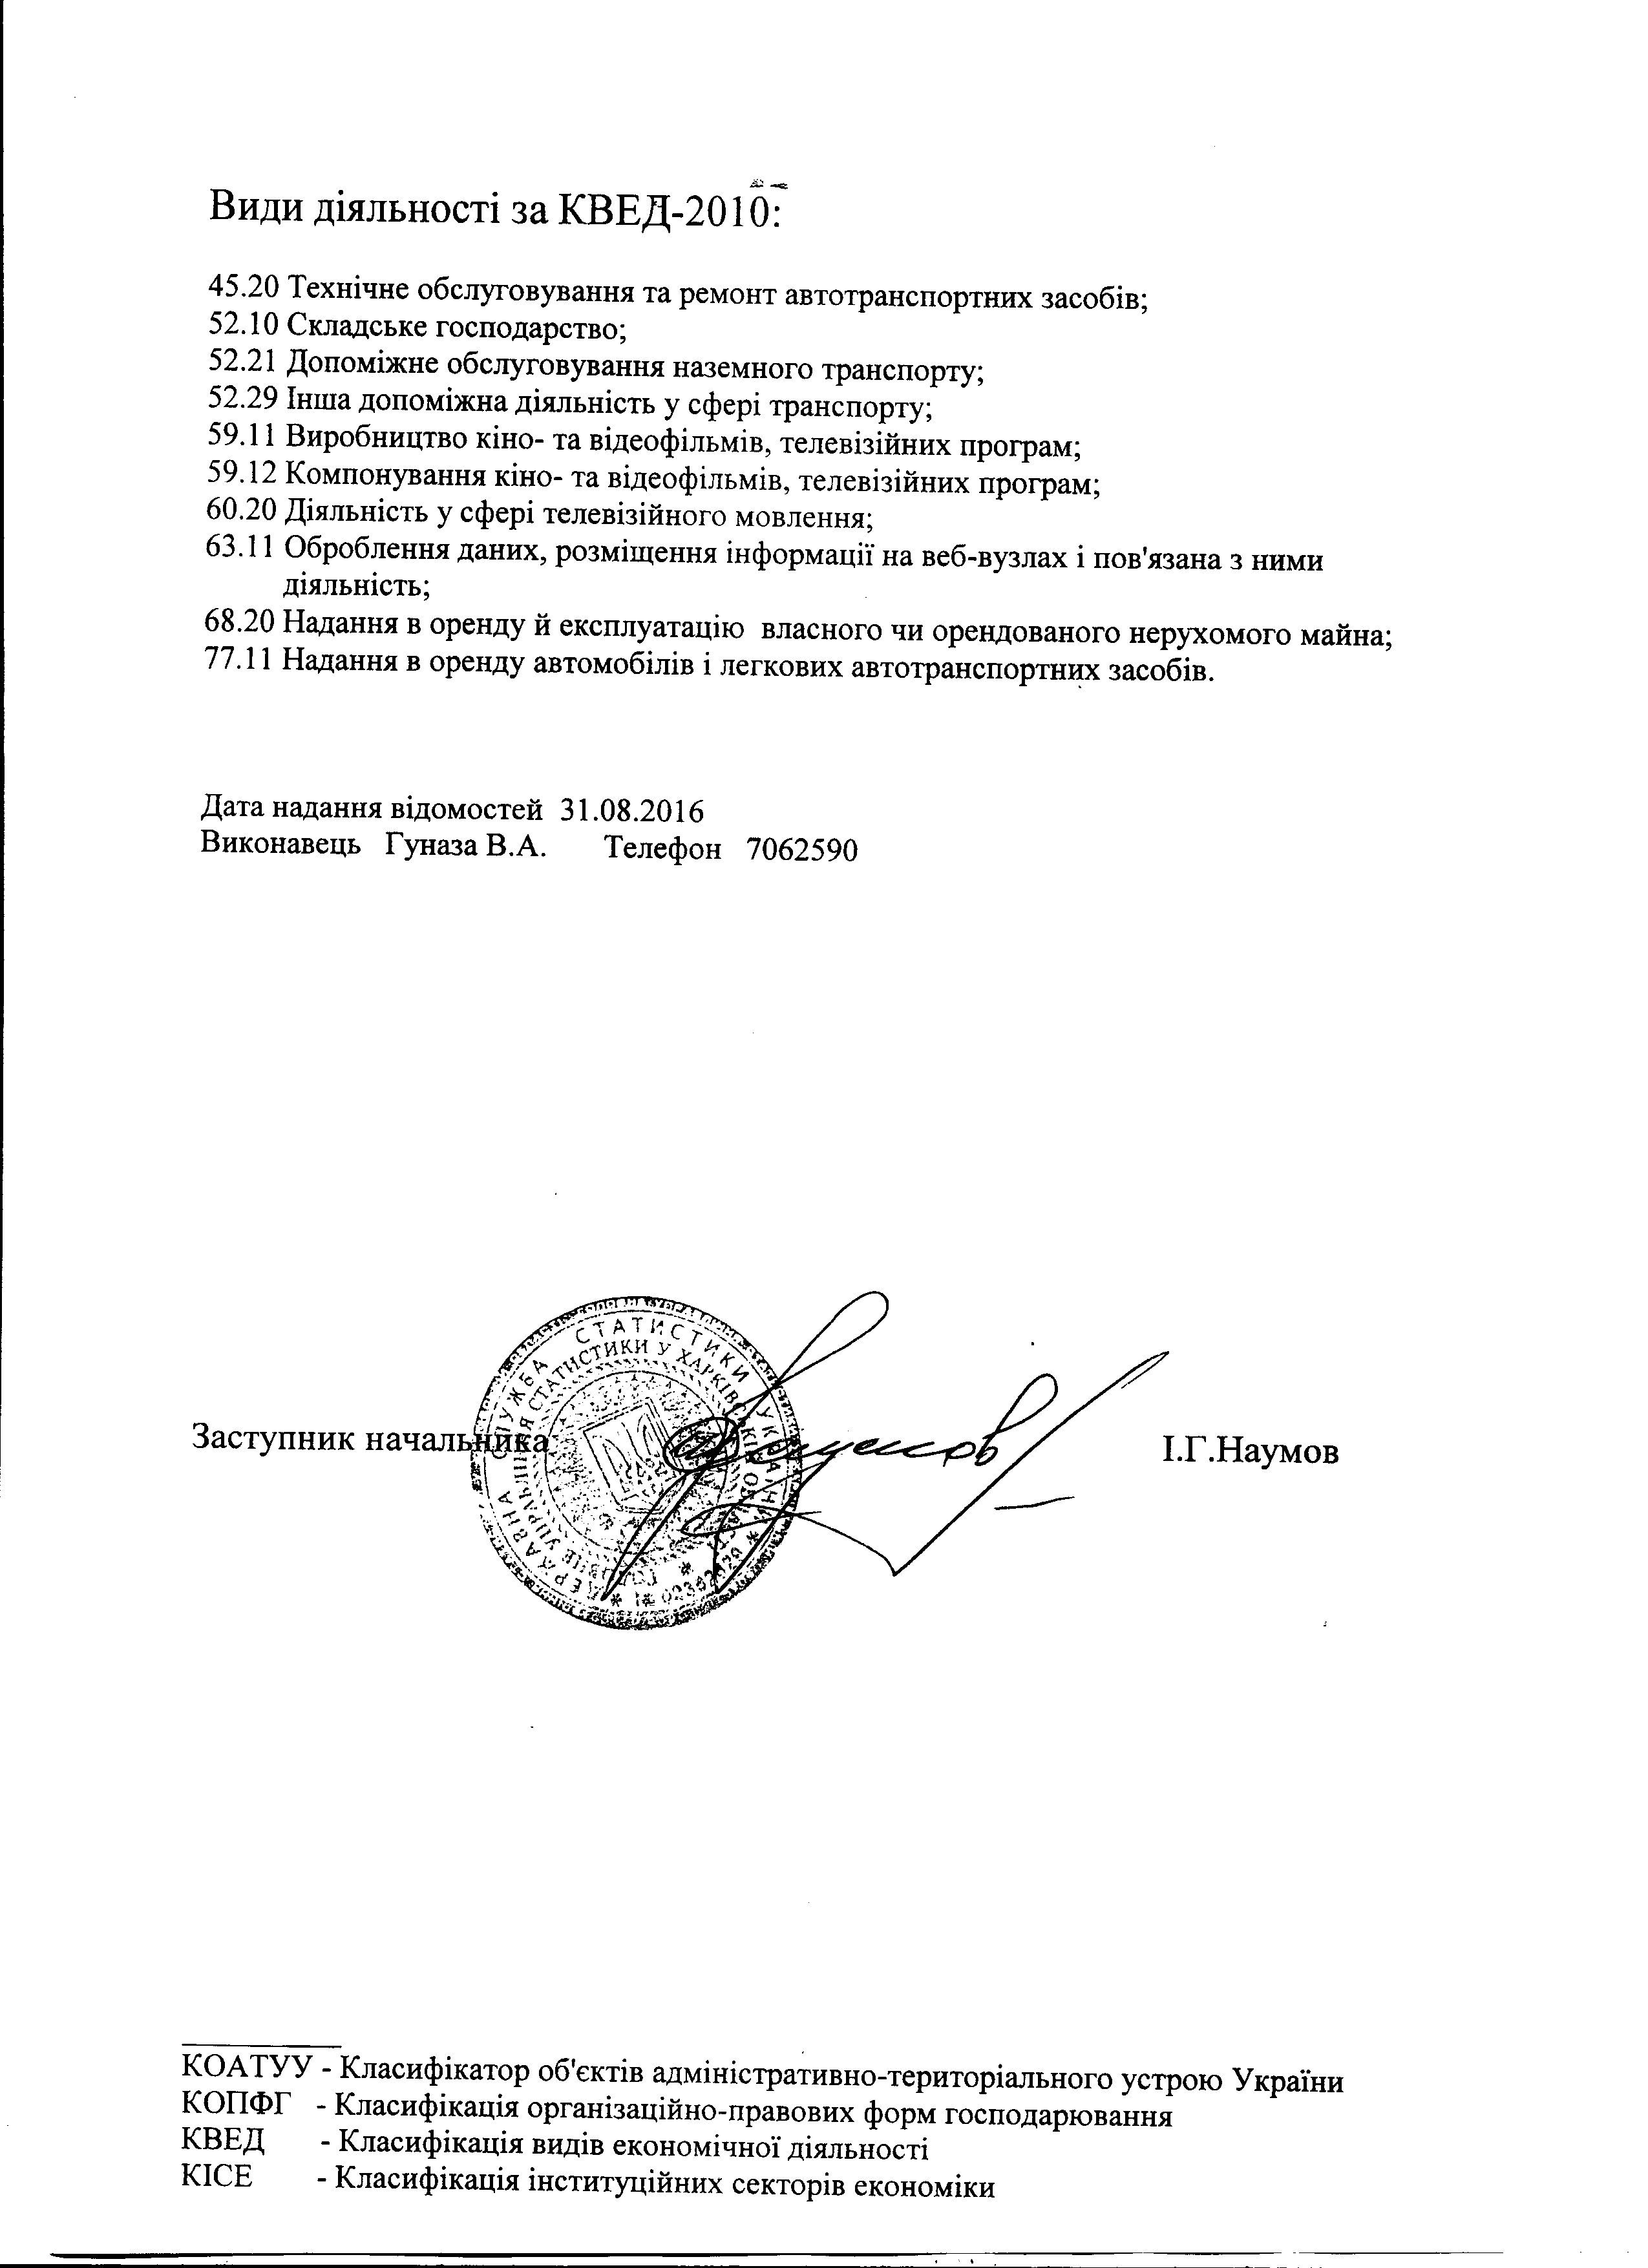 Види діяльності за КВЕД-2010:
45.20 Технічне обслуговування та ремонт автотранспортних засобів;
52.10 Складське господарство;
52.21 Допоміжне обслуговування наземного транспорту;
52.29 Інша допоміжна діяльність у сфері транспорту;
59.11 Виробництво кіно- та відеофільмів, телевізійних програм;
59.12 Компонування кіно- та відеофільмів, телевізійних програм;
60.20 Діяльність у сфері телевізійного мовлення;
63.11 Оброблення даних, розміщення інформації на веб-вузлах і пов'язана з ними
діяльність;
68.20 Надання в оренду й експлуатацію власного чи орендованого нерухомого майна;
77.11 Надання в оренду автомобілів і легкових автотранспортних засобів.
Дата надання відомостей 31.08.2016
Виконавець Гуназа В.А. Телефон 7062590
ДЕРЖАВНА СЛУЖБА СТАТИСТИКИ УКРАЇНИ
УПРАВЛІННЯ СТАТИСТИКИ У ХАРКІВСЬКІЙ
Заступник начальника І.Г.Наумов
КОАТУУ - Класифікатор об'єктів адміністративно-територіального устрою України
КОПФГ - Класифікація організаційно-правових форм господарювання
КВЕД - Класифікація видів економічної діяльності
КІСЕ - Класифікація інституційних секторів економіки